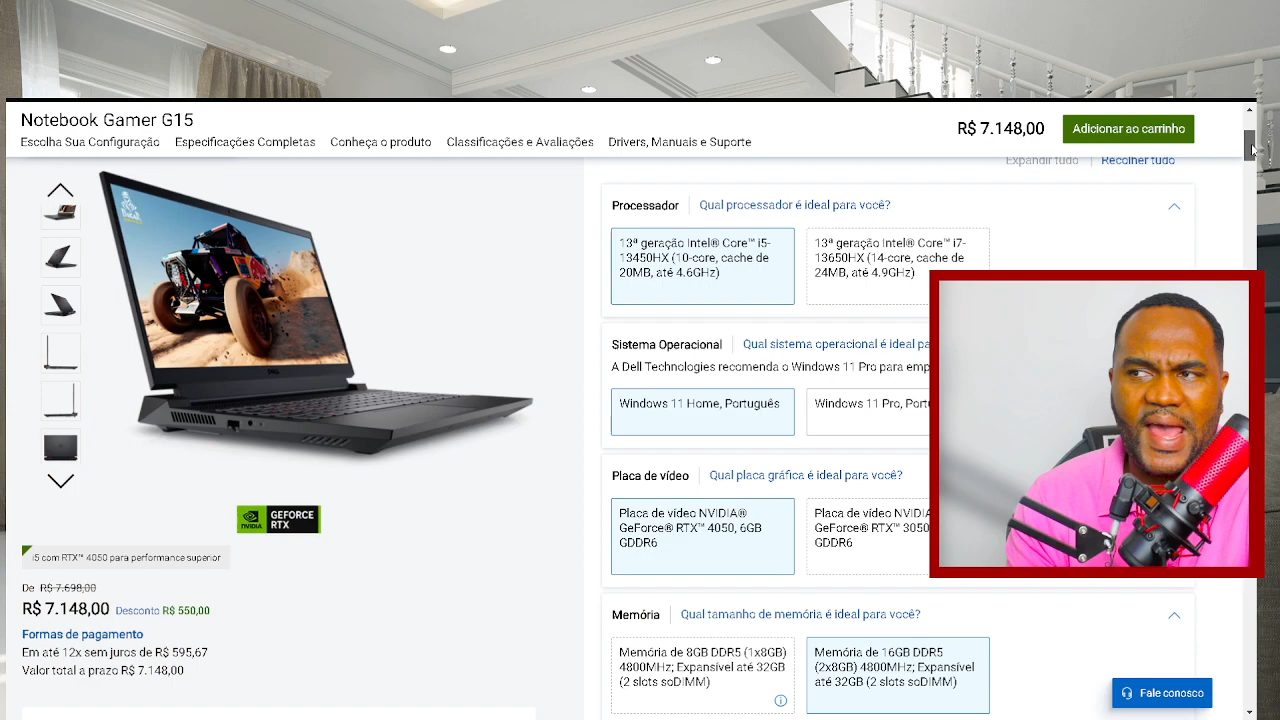 Notebook Gamer G15
R$ 7.148,00
Adicionar ao carrinho
Escolha Sua Configuração
Especificações Completas
Conheça o produto
Classificações e Avaliações
Drivers, Manuais e Suporte
Expandir tudo
Recolher tudo
DELL
NVIDIA
GEFORCE
RTX
i5 com RTX™ 4050 para performance superior
De R$ 7.698,00
R$ 7.148,00 Desconto R$ 550,00
Formas de pagamento
Em até 12x sem juros de R$ 595,67
Valor total a prazo R$ 7.148,00
Processador
Qual processador é ideal para você?
13ª geração Intel® Core™ i5-
13450HX (10-core, cache de
20MB, até 4.6GHz)
13ª geração Intel® Core™ i7-
13650HX (14-core, cache de
24MB, até 4.9GHz)
Sistema Operacional
Qual sistema operacional é ideal
A Dell Technologies recomenda o Windows 11 Pro para
Windows 11 Home, Português
Windows 11 Pro,
Placa de vídeo
Qual placa gráfica é ideal para você?
Placa de vídeo NVIDIA®
GeForce® RTX™ 4050, 6GB
GDDR6
Placa de vídeo
GeForce® RTX™ 3050
GDDR6
Memória
Qual tamanho de memória é ideal para você?
Memória de 8GB DDR5 (1x8GB)
4800MHz; Expansível até 32GB
(2 slots soDIMM)
Memória de 16GB DDR5
(2x8GB) 4800MHz; Expansível
até 32GB (2 slots soDIMM)
Fale conosco